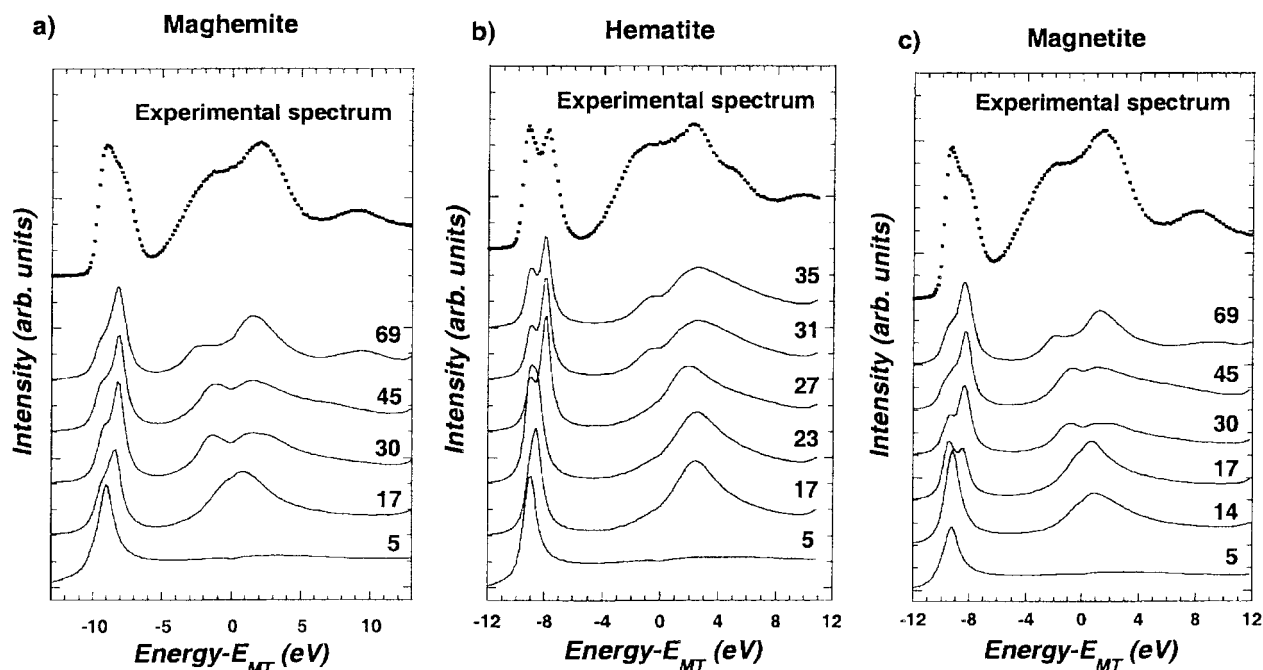 a) Maghemite
Experimental spectrum
Intensity (arb. units)
69
45
30
17
5
-10 -5 0 5 10
Energy-E_MT (eV)
b) Hematite
Experimental spectrum
Intensity (arb. units)
35
31
27
23
17
5
-12 -8 -4 0 4 8 12
Energy-E_MT (eV)
c) Magnetite
Experimental spectrum
Intensity (arb. units)
69
45
30
17
14
5
-12 -8 -4 0 4 8 12
Energy-E_MT (eV)